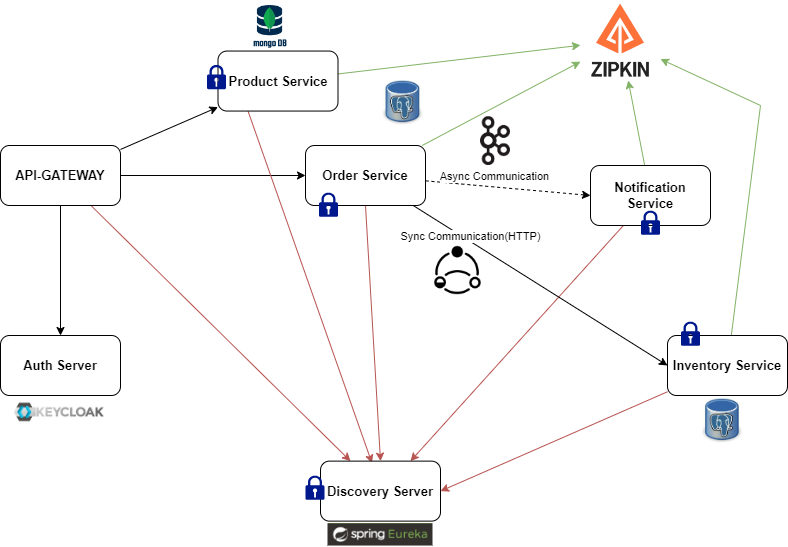 mongo DB
ZIPKIN
Product Service
API-GATEWAY
Order Service
Async Communication
Notification
Service
Sync Communication(HTTP)
Auth Server
KEYCLOAK
Inventory Service
Discovery Server
spring Eureka